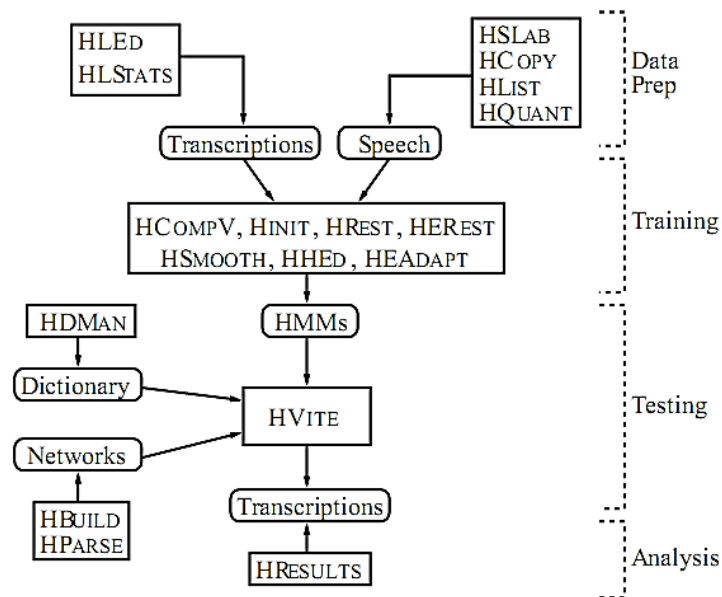 HLED
HLSTATS
HSLAB
HCOPY
HLIST
HQUANT
Data
Prep
Transcriptions
Speech
HCOMPV, HINIT, HREST, HEREST
HSMOOTH, HHED, HEADAPT
Training
HDMAN
HMMs
Dictionary
HVITE
Testing
Networks
HBUILD
HPARSE
Transcriptions
HRESULTS
Analysis